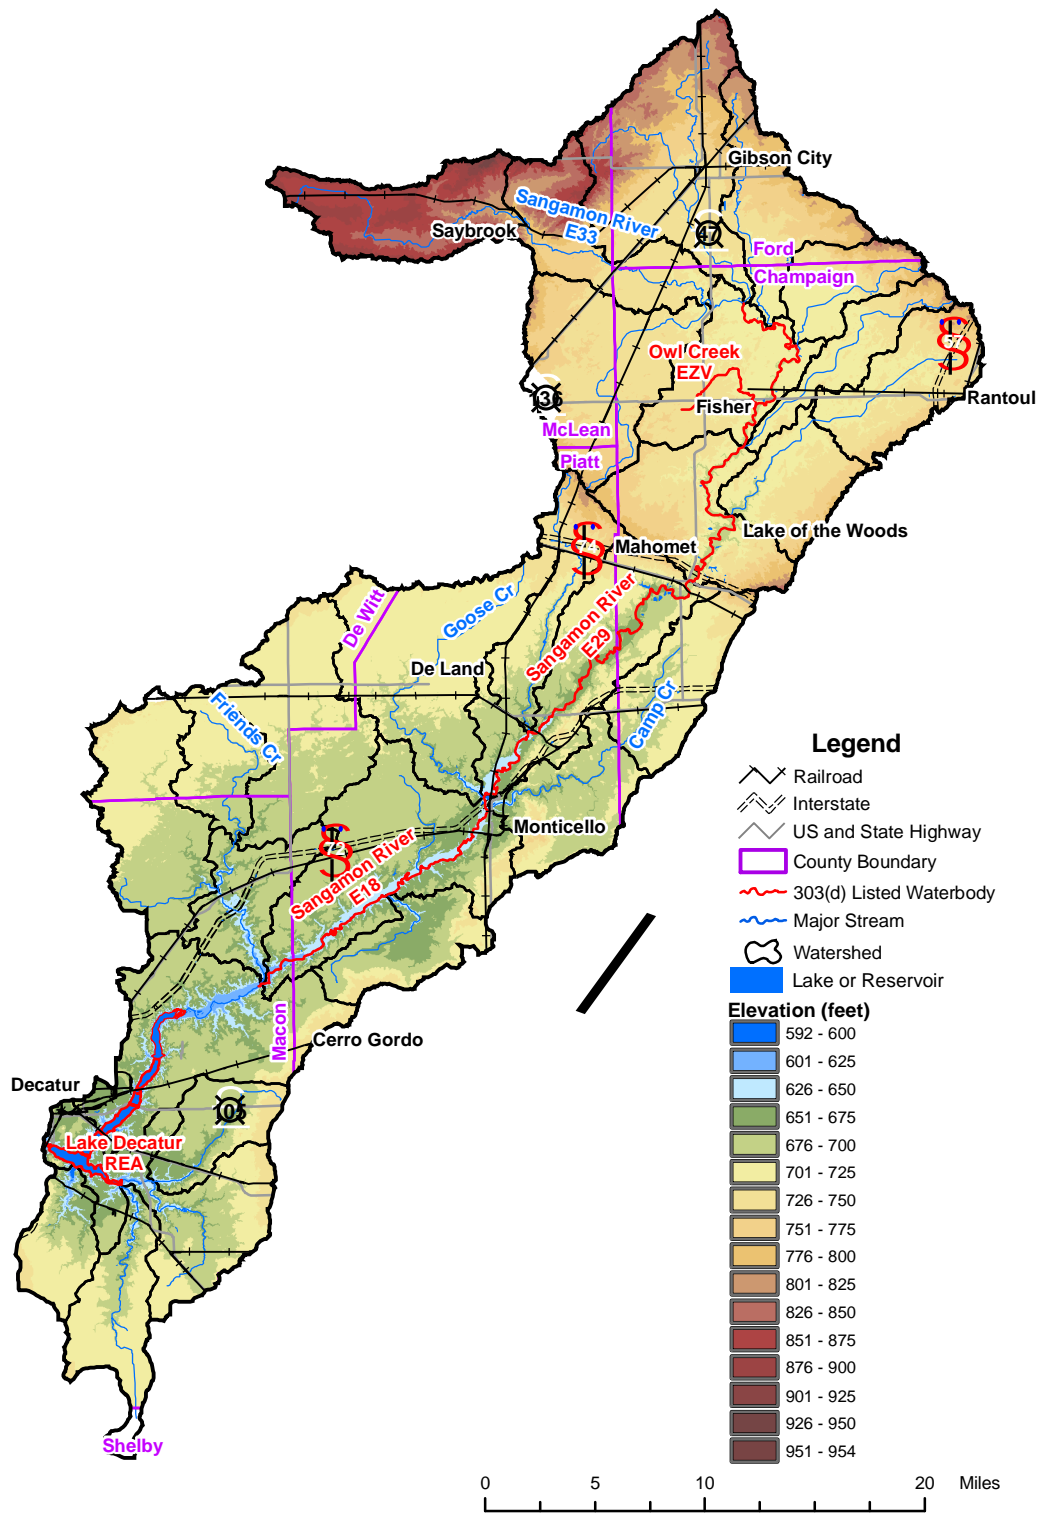 Gibson City
Sangamon River
E33
Saybrook
47
Ford
Champaign
Owl Creek
EZV
Fisher
136
Rantoul
McLean
Piatt
Lake of the Woods
Mahomet
Sangamon River
E29
De Witt
Goose Cr
De Land
Camp Cr
Friends Cr
Legend
Railroad
Interstate
US and State Highway
County Boundary
303(d) Listed Waterbody
Major Stream
Watershed
Lake or Reservoir
Monticello
72
Sangamon River
E18
Macon
Cerro Gordo
Decatur
105
Lake Decatur
REA
Shelby
Elevation (feet)
592 - 600
601 - 625
626 - 650
651 - 675
676 - 700
701 - 725
726 - 750
751 - 775
776 - 800
801 - 825
826 - 850
851 - 875
876 - 900
901 - 925
926 - 950
951 - 954
0 5 10 20 Miles